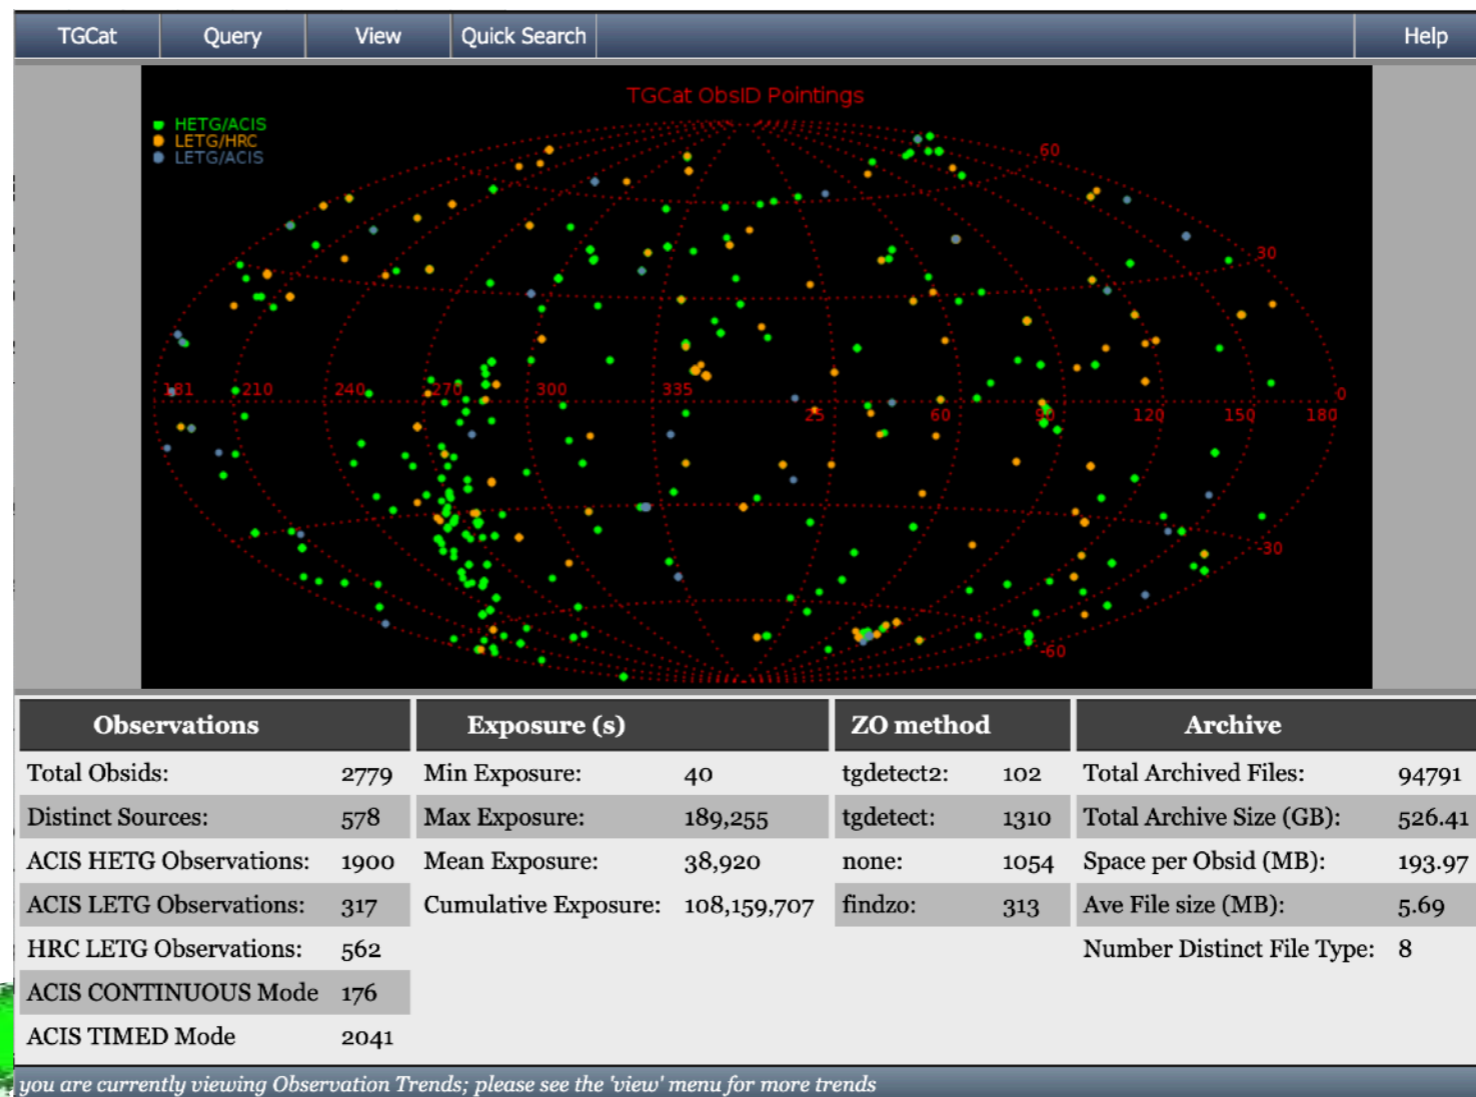 TGCat Query View Quick Search Help
TGCat ObsID Pointings
HETG/ACIS
LETG/HRC
LETG/ACIS
60
30
181 210 240 270 300 335 25 60 90 120 150 180 0
-30
-60
Observations Exposure (s) ZO method Archive
Total Obsids: 2779 Min Exposure: 40 tgdetect2: 102 Total Archived Files: 94791
Distinct Sources: 578 Max Exposure: 189,255 tgdetect: 1310 Total Archive Size (GB): 526.41
ACIS HETG Observations: 1900 Mean Exposure: 38,920 none: 1054 Space per Obsid (MB): 193.97
ACIS LETG Observations: 317 Cumulative Exposure: 108,159,707 findzo: 313 Ave File size (MB): 5.69
HRC LETG Observations: 562 Number Distinct File Type: 8
ACIS CONTINUOUS Mode 176
ACIS TIMED Mode 2041
you are currently viewing Observation Trends; please see the 'view' menu for more trends